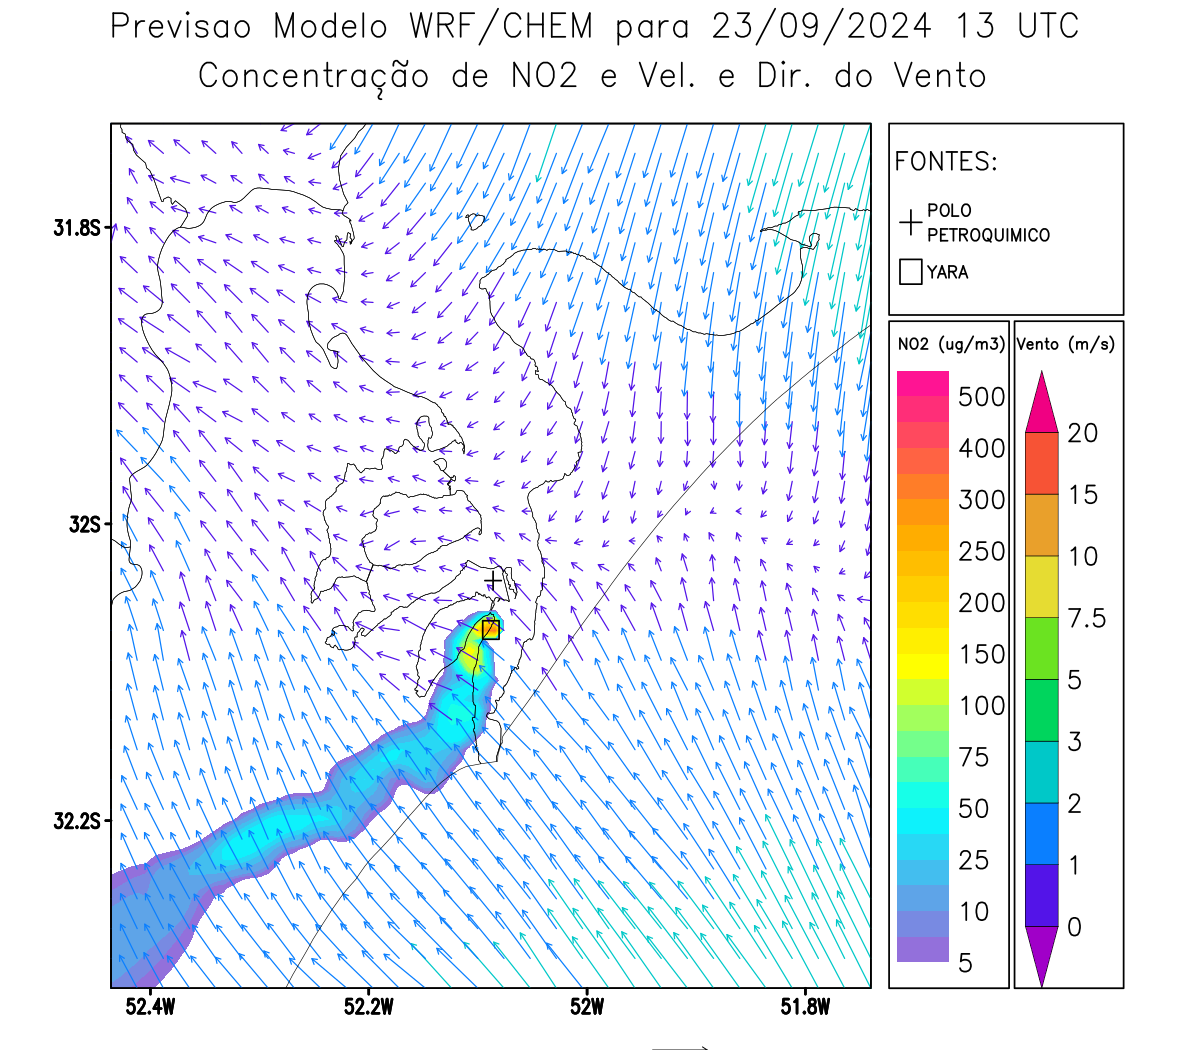 Previsao Modelo WRF/CHEM para 23/09/2024 13 UTC
Concentração de NO2 e Vel. e Dir. do Vento
FONTES:
POLO
PETROQUIMICO
YARA
31.8S
32S
32.2S
52.4W
52.2W
52W
51.8W
NO2 (ug/m3)
500
400
300
250
200
150
100
75
50
25
10
5
Vento (m/s)
20
15
10
7.5
5
3
2
1
0